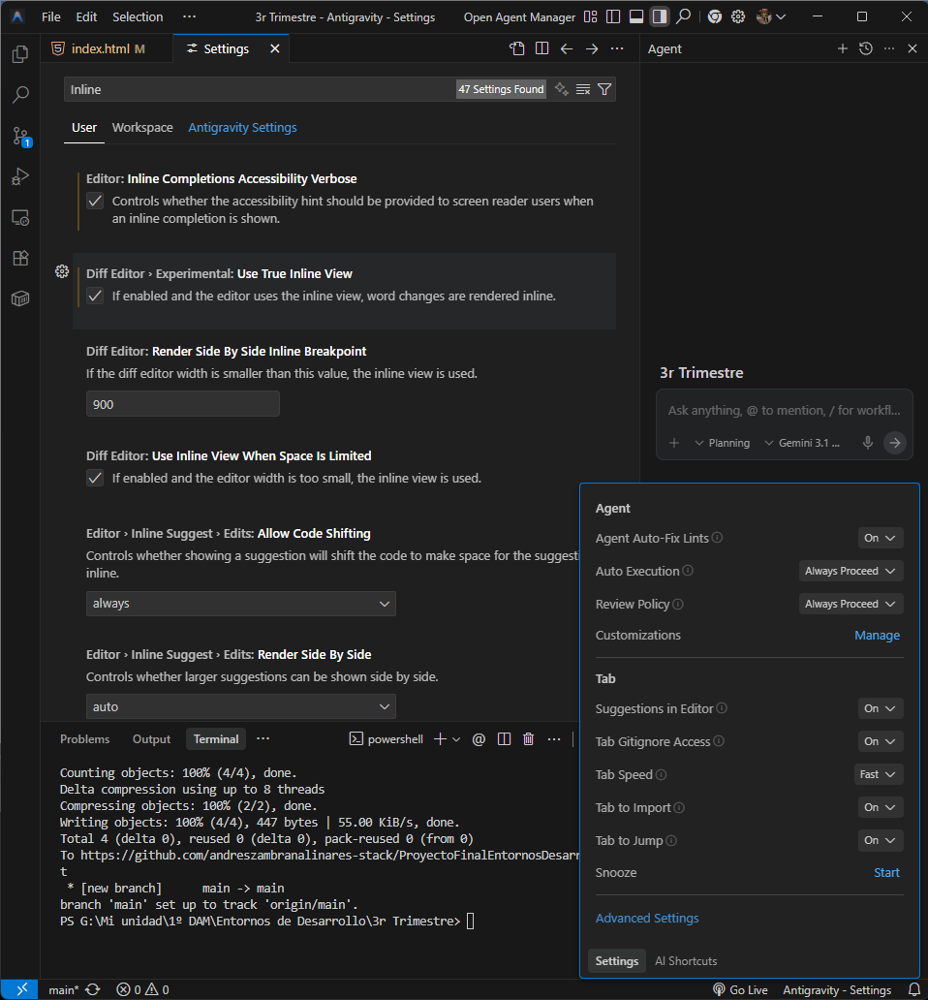 File Edit Selection ··· 3r Trimestre - Antigravity - Settings Open Agent Manager
index.html M Settings
Agent
Inline 47 Settings Found
User Workspace Antigravity Settings
Editor: Inline Completions Accessibility Verbose
Controls whether the accessibility hint should be provided to screen reader users when
an inline completion is shown.
Diff Editor › Experimental: Use True Inline View
If enabled and the editor uses the inline view, word changes are rendered inline.
Diff Editor: Render Side By Side Inline Breakpoint
If the diff editor width is smaller than this value, the inline view is used.
900
Diff Editor: Use Inline View When Space Is Limited
If enabled and the editor width is too small, the inline view is used.
Editor › Inline Suggest › Edits: Allow Code Shifting
Controls whether showing a suggestion will shift the code to make space for the suggesti
inline.
always
Editor › Inline Suggest › Edits: Render Side By Side
Controls whether larger suggestions can be shown side by side.
auto
3r Trimestre
Ask anything, @ to mention, / for workfl...
Planning Gemini 3.1 ...
Agent
Agent Auto-Fix Lints On
Auto Execution Always Proceed
Review Policy Always Proceed
Customizations Manage
Tab
Suggestions in Editor On
Tab Gitignore Access On
Tab Speed Fast
Tab to Import On
Tab to Jump On
Snooze Start
Advanced Settings
Settings AI Shortcuts
Problems Output Terminal ··· powershell
Counting objects: 100% (4/4), done.
Delta compression using up to 8 threads
Compressing objects: 100% (2/2), done.
Writing objects: 100% (4/4), 447 bytes | 55.00 KiB/s, done.
Total 4 (delta 0), reused 0 (delta 0), pack-reused 0 (from 0)
To https://github.com/andreszambranalinares-stack/ProyectoFinalEntornosDesarr
t
* [new branch] main -> main
branch 'main' set up to track 'origin/main'.
PS G:\Mi unidad\1º DAM\Entornos de Desarrollo\3r Trimestre>
main* 0 0 Go Live Antigravity - Settings